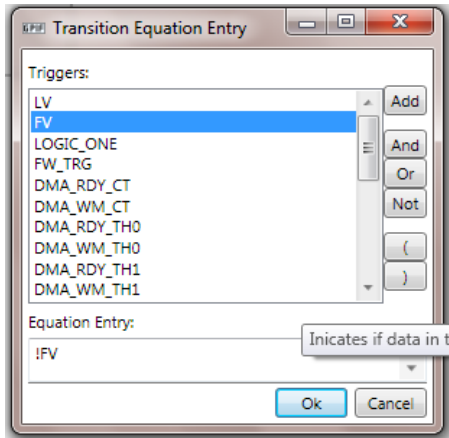 GPIF Transition Equation Entry
Triggers:
LV
Add
FV
LOGIC_ONE
And
FW_TRG
Or
DMA_RDY_CT
DMA_WM_CT
Not
DMA_RDY_TH0
DMA_WM_TH0
(
DMA_RDY_TH1
)
DMA_WM_TH1
Equation Entry:
Inicates if data in t
!FV
Ok Cancel